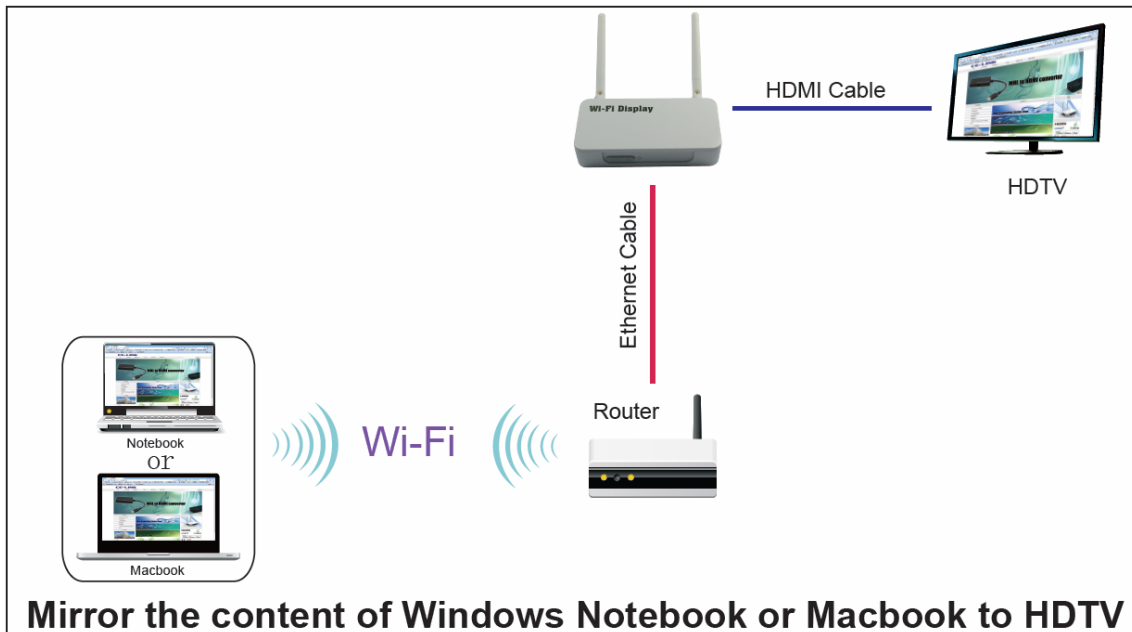 Wi-Fi Display
HDMI Cable
HDTV
Ethernet Cable
Router
Wi-Fi
Notebook
or
Macbook
Mirror the content of Windows Notebook or Macbook to HDTV